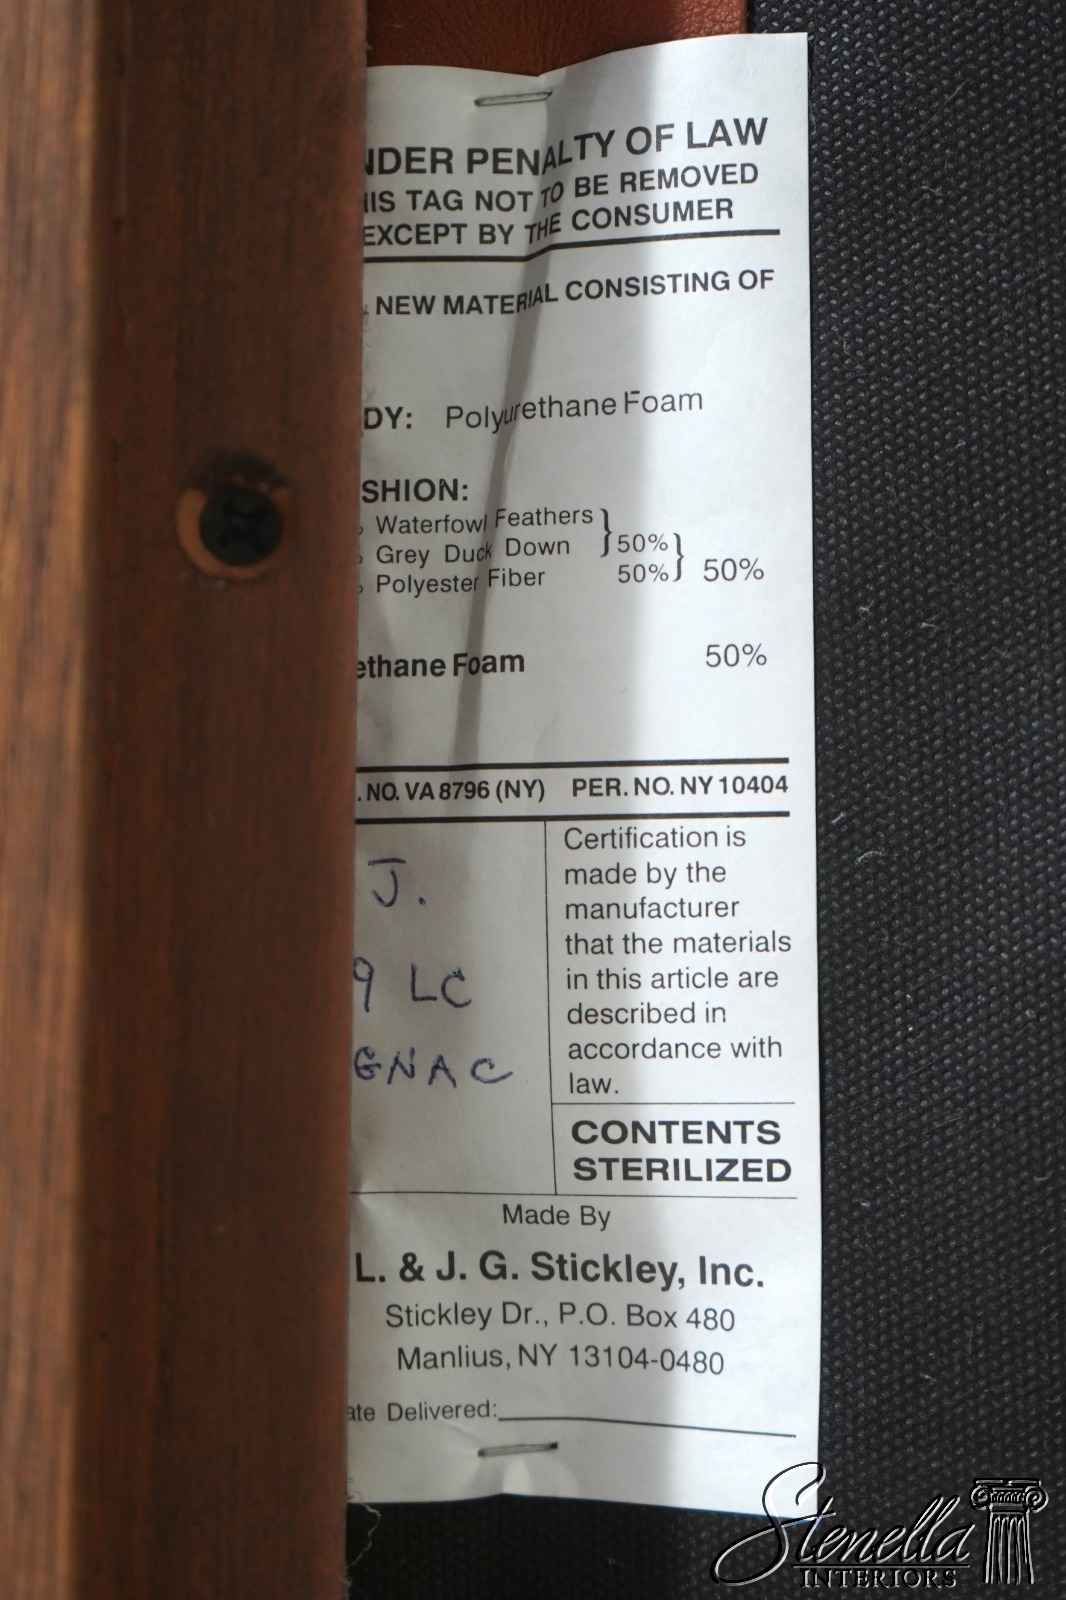 NDER PENALTY OF LAW
HIS TAG NOT TO BE REMOVED
EXCEPT BY THE CONSUMER
NEW MATERIAL CONSISTING OF
DY: Polyurethane Foam
SHION:
Waterfowl Feathers
Grey Duck Down 50%
Polyester Fiber 50% 50%
ethane Foam 50%
. NO. VA 8796 (NY) PER. NO. NY 10404
J.
9 LC
GNAC
Certification is
made by the
manufacturer
that the materials
in this article are
described in
accordance with
law.
CONTENTS
STERILIZED
Made By
L. & J. G. Stickley, Inc.
Stickley Dr., P.O. Box 480
Manlius, NY 13104-0480
ate Delivered:
Stenella
INTERIORS